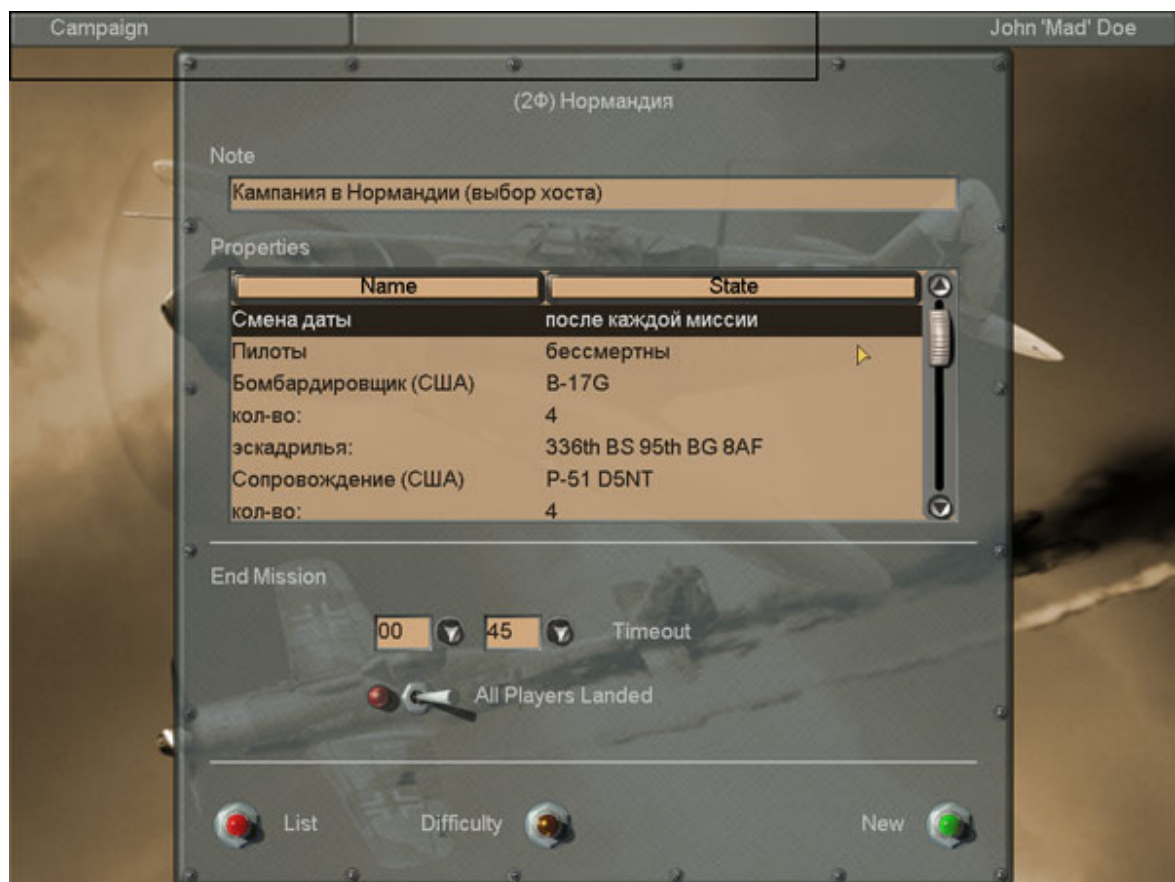 Campaign John 'Mad' Doe
(2Ф) Нормандия
Note
Кампания в Нормандии (выбор хоста)
Properties
Name State
Смена даты после каждой миссии
Пилоты бессмертны
Бомбардировщик (США) B-17G
кол-во: 4
эскадрилья: 336th BS 95th BG 8AF
Сопровождение (США) P-51 D5NT
кол-во: 4
End Mission
00 45 Timeout
All Players Landed
List Difficulty New